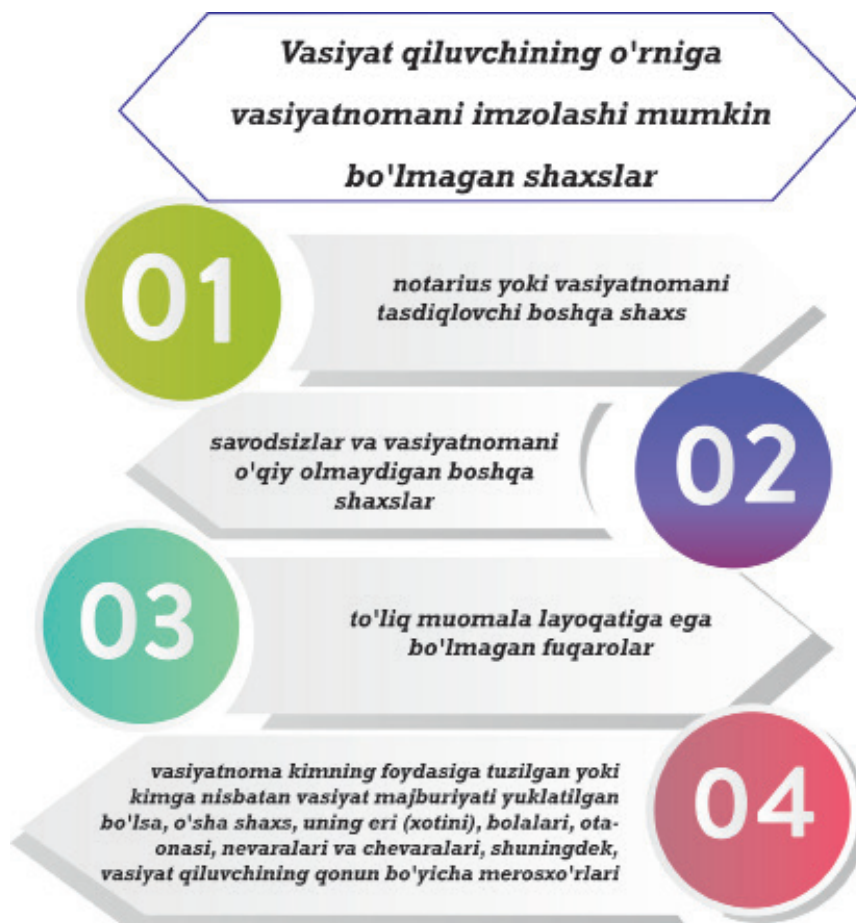 Vasiyat qiluvchining o'rniga
vasiyatnomani imzolashi mumkin
bo'lmagan shaxslar
01
notarius yoki vasiyatnomani
tasdiqlovchi boshqa shaxs
02
savodsizlar va vasiyatnomani
o'qiy olmaydigan boshqa
shaxslar
03
to'liq muomala layoqatiga ega
bo'lmagan fuqarolar
04
vasiyatnoma kimning foydasiga tuzilgan yoki
kimga nisbatan vasiyat majburiyati yuklatilgan
bo'lsa, o'sha shaxs, uning eri (xotini), bolalari, ota-
onasi, nevaralari va chevaralari, shuningdek,
vasiyat qiluvchining qonun bo'yicha merosxo'rlari